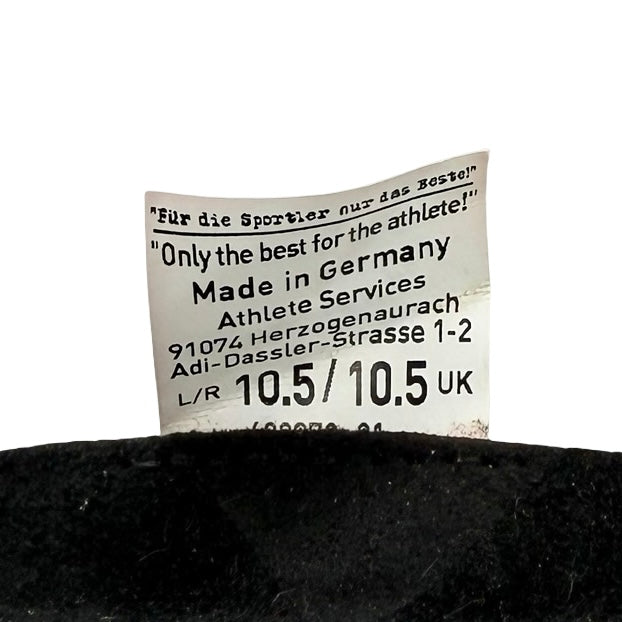 "Für die Sportler nur das Beste!"
"Only the best for the athlete!"
Made in Germany
Athlete Services
91074 Herzogenaurach
Adi-Dassler-Strasse 1-2
L/R 10.5/10.5 UK